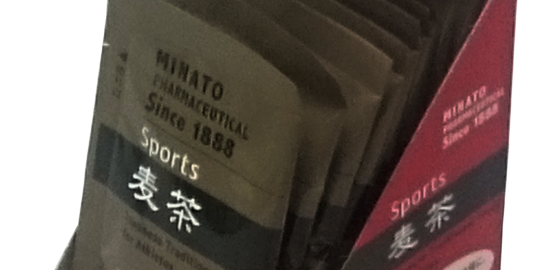 MINATO
PHARMACEUTICAL
Since 1888
Sports
麦茶
MINATO
PHARMACEUTICAL
Since 1888
Sports
麦茶